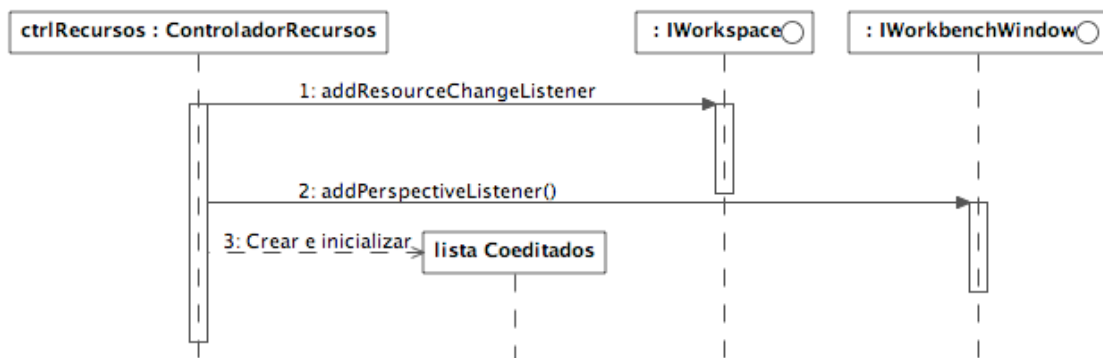 ctrlRecursos : ControladorRecursos
: IWorkspace
: IWorkbenchWindow
1: addResourceChangeListener
2: addPerspectiveListener()
3: Crear e inicializar
lista Coeditados